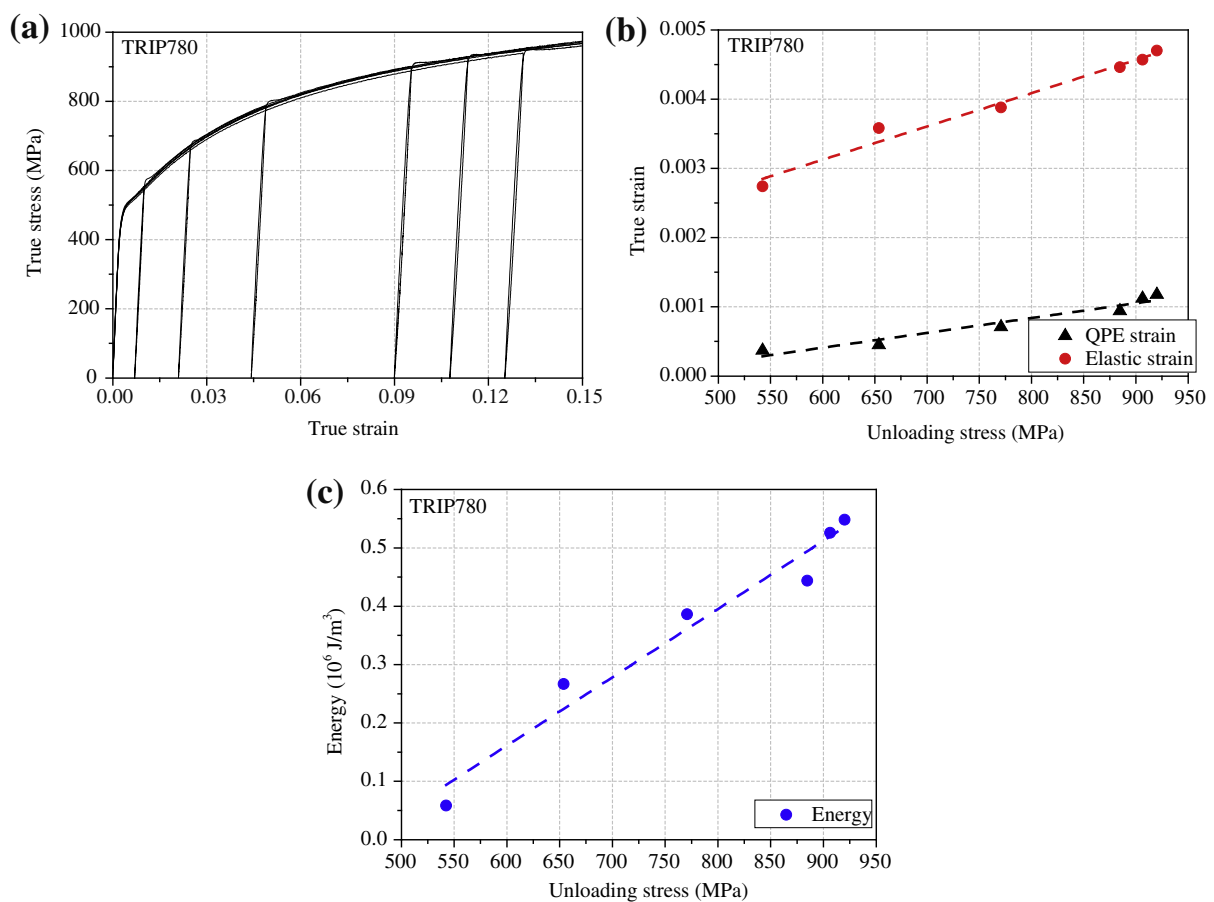 (a)
TRIP780
1000
800
600
400
200
0
0.00 0.03 0.06 0.09 0.12 0.15
True stress (MPa)
True strain
(b)
TRIP780
0.005
0.004
0.003
0.002
0.001
0.000
500 550 600 650 700 750 800 850 900 950
True strain
Unloading stress (MPa)
QPE strain
Elastic strain
(c)
TRIP780
0.6
0.5
0.4
0.3
0.2
0.1
0.0
500 550 600 650 700 750 800 850 900 950
Energy (10⁶ J/m³)
Unloading stress (MPa)
Energy